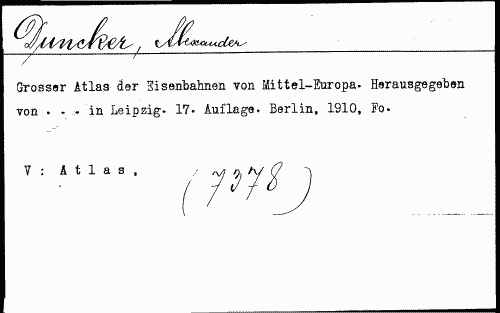 Duncker, Alexander
Grosser Atlas der Eisenbahnen von Mittel-Europa. Herausgegeben
von . . . in Leipzig. 17. Auflage. Berlin, 1910, Fo.
V: Atlas.
(7378)